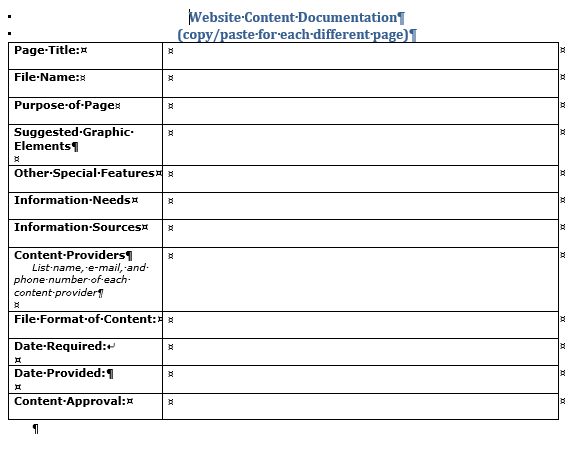 Website Content Documentation¶
(copy/paste for each different page)¶
Page Title:¤ ¤ ¤
File Name:¤ ¤ ¤
Purpose of Page¤ ¤ ¤
Suggested Graphic ¤ ¤
Elements¶
¤
Other Special Features¤ ¤ ¤
Information Needs¤ ¤ ¤
Information Sources¤ ¤ ¤
Content Providers¶ ¤ ¤
List name, e-mail, and
phone number of each
content provider¶
¤
File Format of Content:¤ ¤ ¤
Date Required:↵ ¤ ¤
¤
Date Provided:¶ ¤ ¤
¤
Content Approval:¤ ¤ ¤
¶